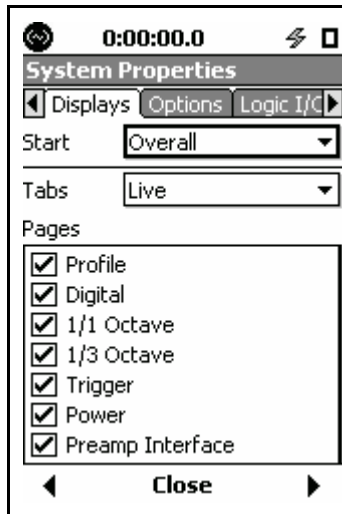 0:00:00.0
System Properties
Displays Options Logic I/O
Start Overall
Tabs Live
Pages
Profile
Digital
1/1 Octave
1/3 Octave
Trigger
Power
Preamp Interface
Close